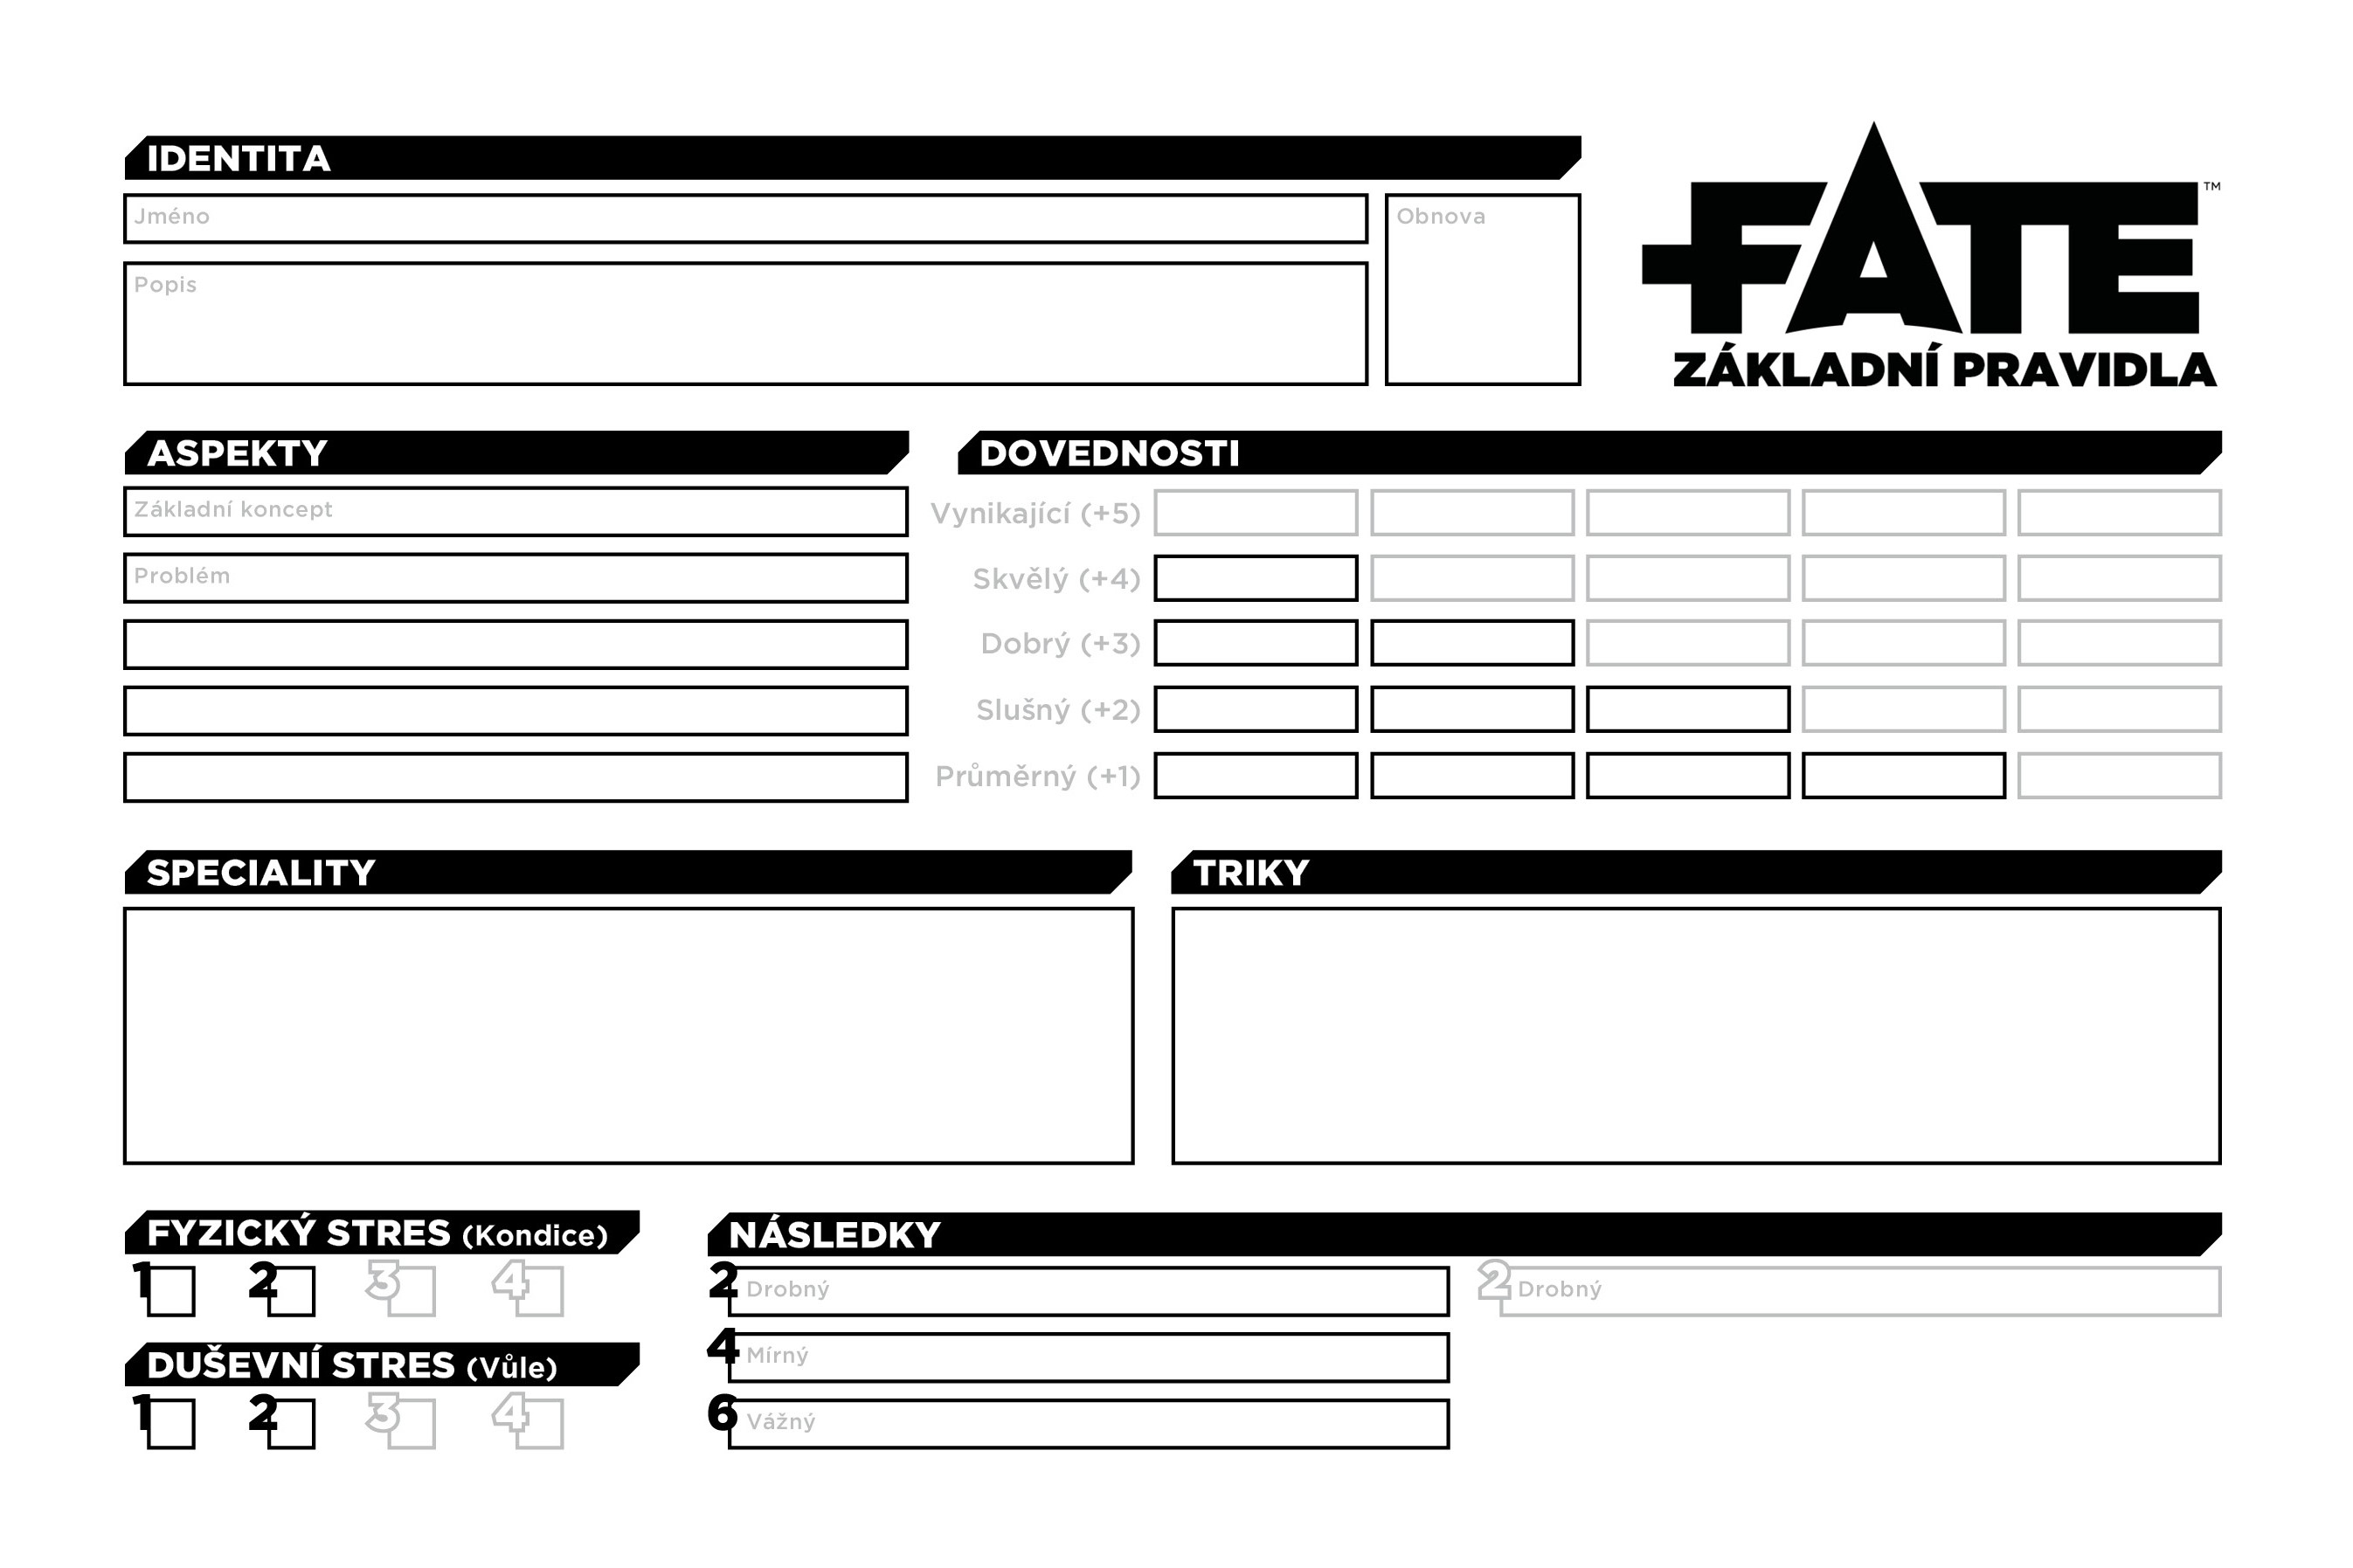 IDENTITA
Jméno
Obnova
Popis
FATE™
ZÁKLADNÍ PRAVIDLA
ASPEKTY
Základní koncept
Problém
DOVEDNOSTI
Vynikající (+5)
Skvělý (+4)
Dobrý (+3)
Slušný (+2)
Průměrný (+1)
SPECIALITY
TRIKY
FYZICKÝ STRES (Kondice)
1 2 3 4
DUŠEVNÍ STRES (Vůle)
1 2 3 4
NÁSLEDKY
2 Drobný
2 Drobný
4 Mírný
6 Vážný